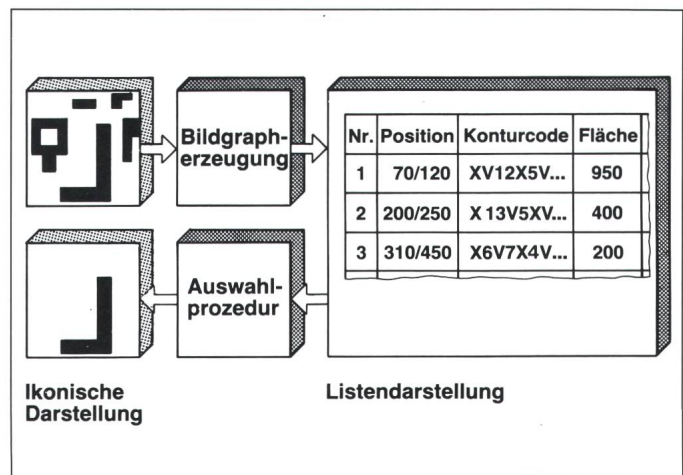 Bildgraph-
erzeugung
Nr. Position Konturcode Fläche
1 70/120 XV12X5V... 950
2 200/250 X13V5XV... 400
3 310/450 X6V7X4V... 200
Auswahl-
prozedur
Ikonische
Darstellung
Listendarstellung